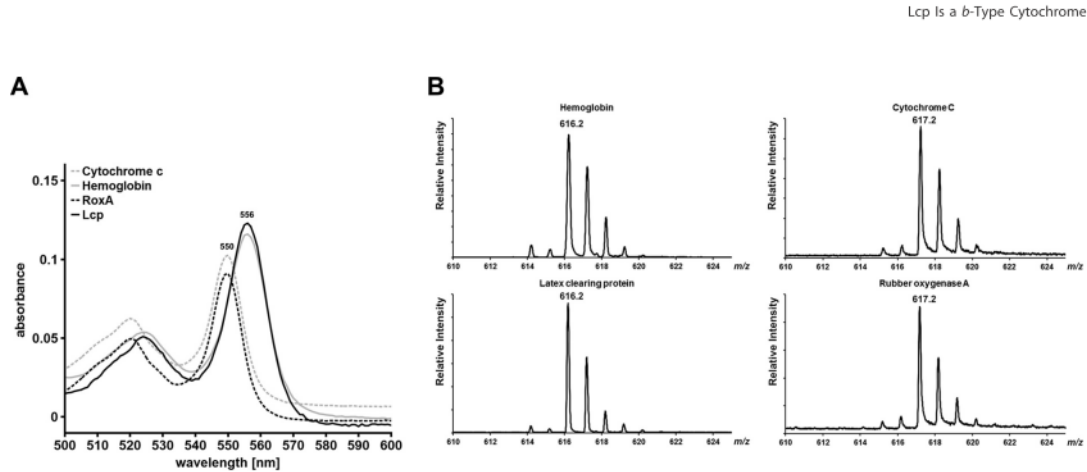 Lcp Is a b-Type Cytochrome
A
B
0.15
0.1
0.05
0
absorbance
Cytochrome c
Hemoglobin
RoxA
Lcp
550
556
500 510 520 530 540 550 560 570 580 590 600
wavelength [nm]
Hemoglobin
616.2
Relative Intensity
610 612 614 616 618 620 622 624 m/z
Cytochrome C
617.2
Relative Intensity
610 612 614 616 618 620 622 624 m/z
Latex clearing protein
616.2
Relative Intensity
610 612 614 616 618 620 622 624 m/z
Rubber oxygenase A
617.2
Relative Intensity
610 612 614 616 618 620 622 624 m/z